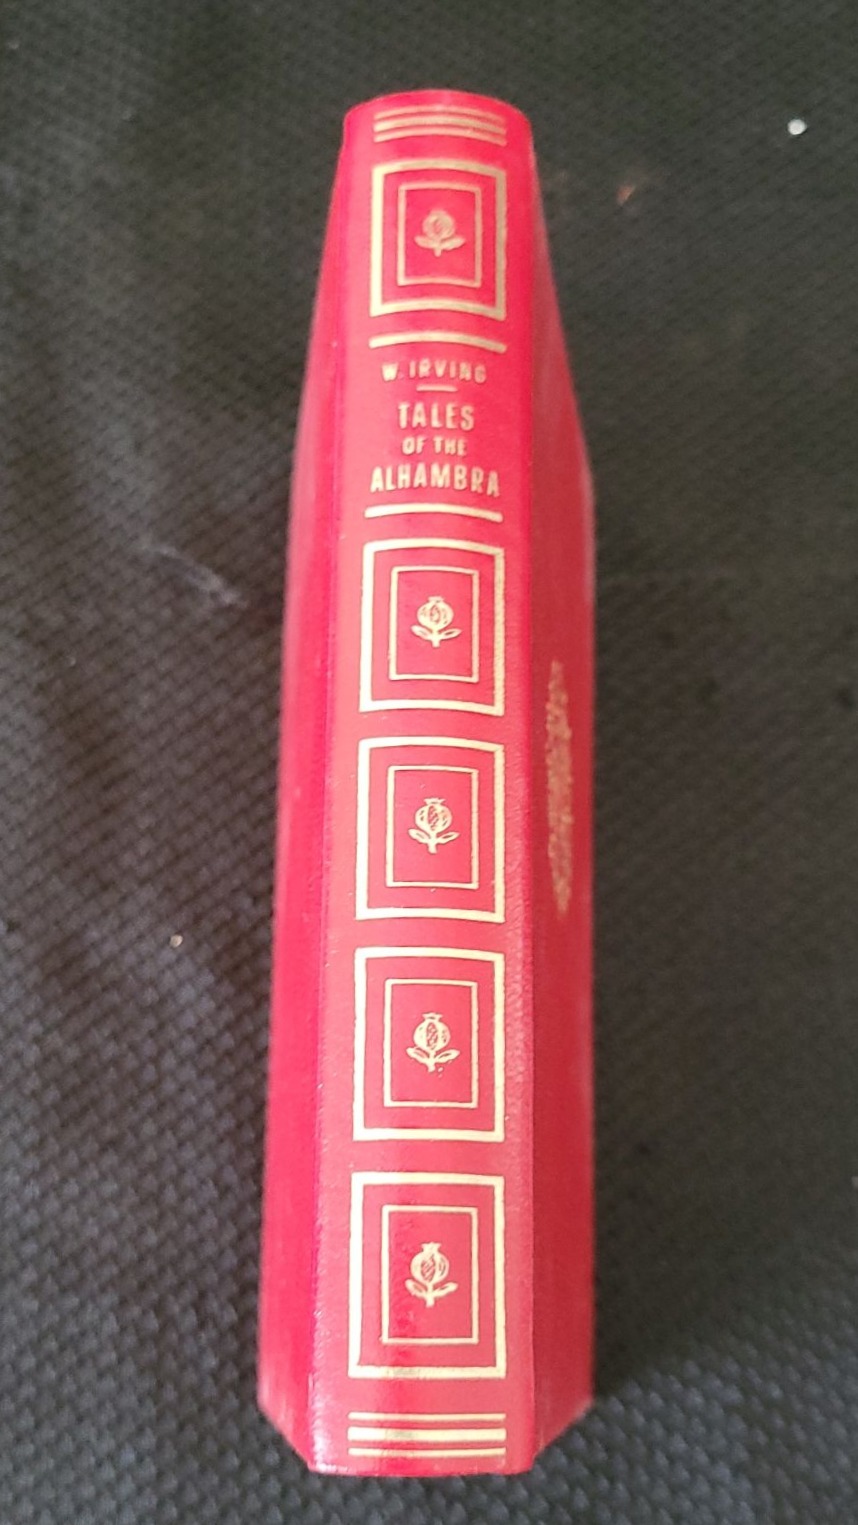 W. IRVING
TALES
OF THE
ALHAMBRA